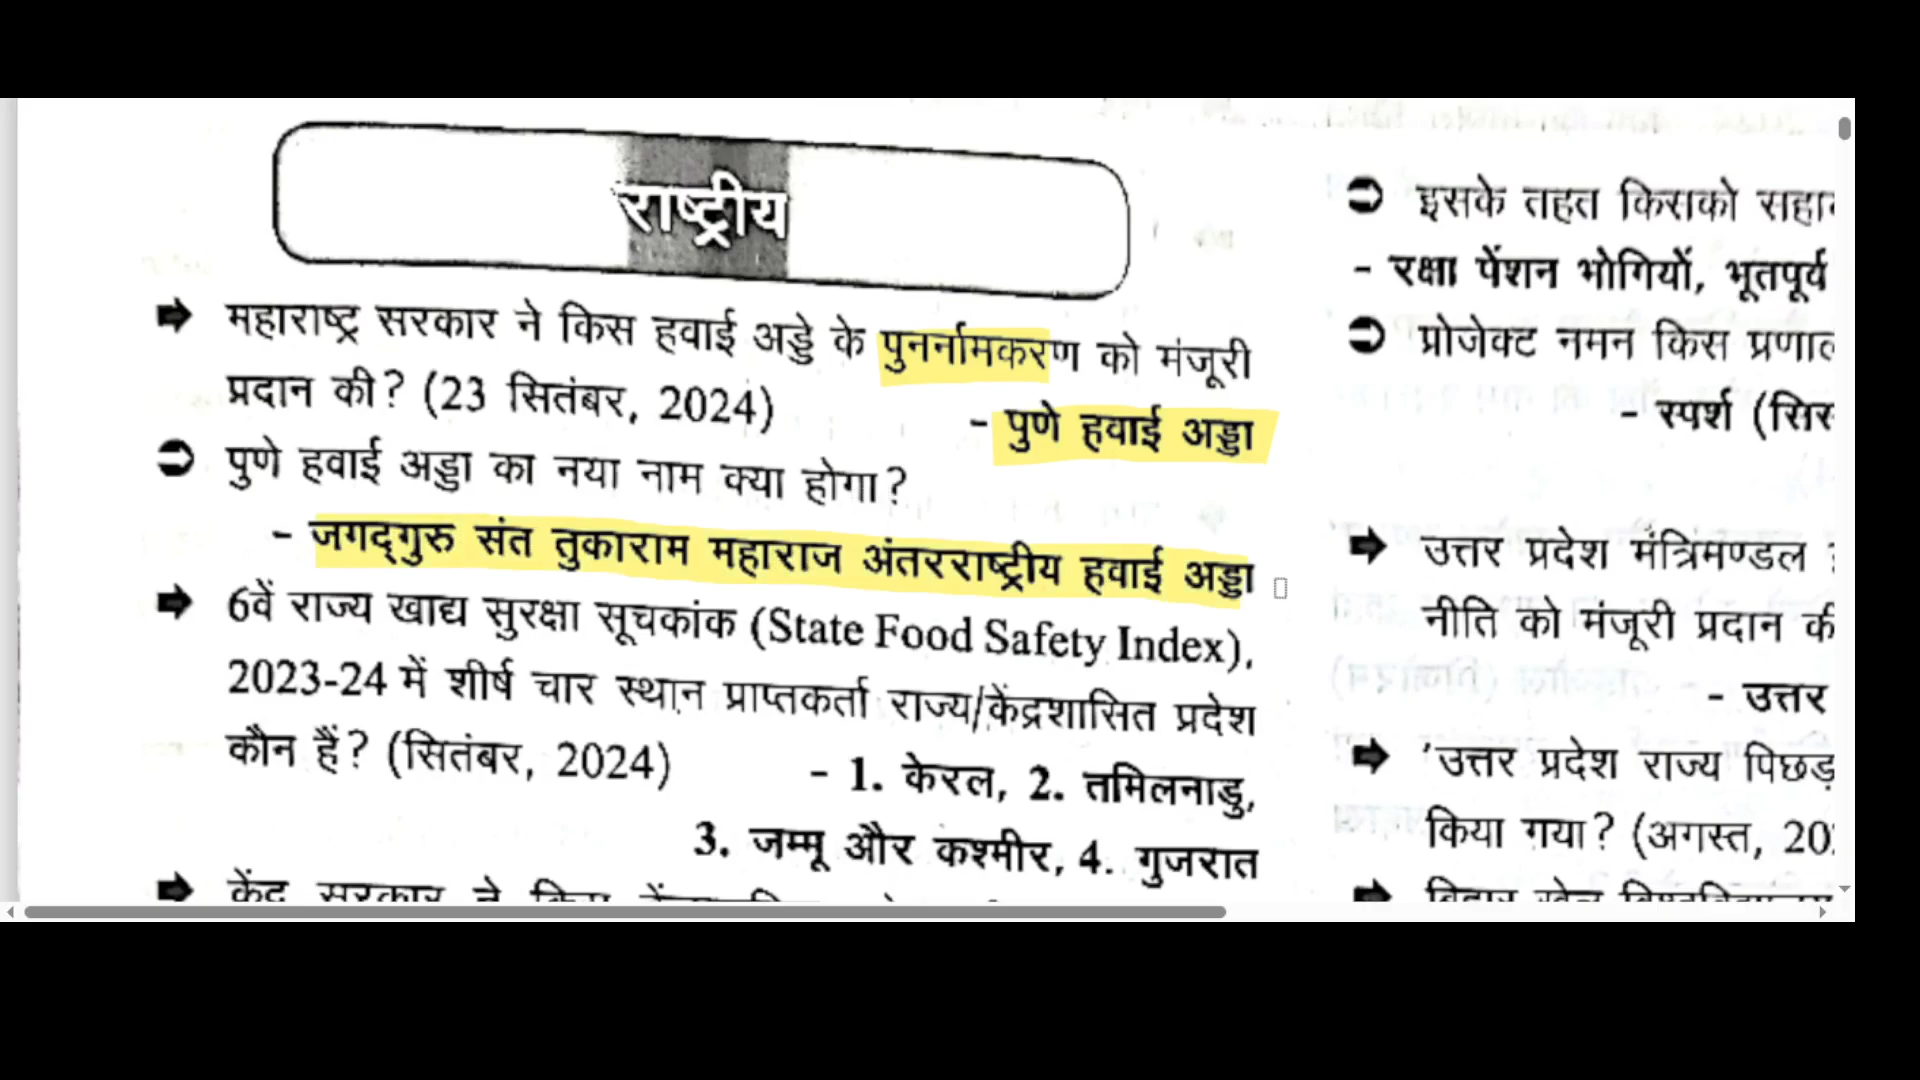 राष्ट्रीय
महाराष्ट्र सरकार ने किस हवाई अड्डे के पुनर्नामकरण को मंजूरी
प्रदान की? (23 सितंबर, 2024) - पुणे हवाई अड्डा
पुणे हवाई अड्डा का नया नाम क्या होगा?
- जगद्गुरु संत तुकाराम महाराज अंतरराष्ट्रीय हवाई अड्डा
6वें राज्य खाद्य सुरक्षा सूचकांक (State Food Safety Index),
2023-24 में शीर्ष चार स्थान प्राप्तकर्ता राज्य/केंद्रशासित प्रदेश
कौन हैं? (सितंबर, 2024) - 1. केरल, 2. तमिलनाडु,
3. जम्मू और कश्मीर, 4. गुजरात
सरकार ने किस
इसके तहत किसको
- रक्षा पेंशन भोगियों, भूतपूर्व
प्रोजेक्ट नमन किस
- स्पर्श
उत्तर प्रदेश मंत्रिमण्डल
नीति को मंजूरी प्रदान की
- उत्तर
'उत्तर प्रदेश राज्य
किया गया? (अगस्त,